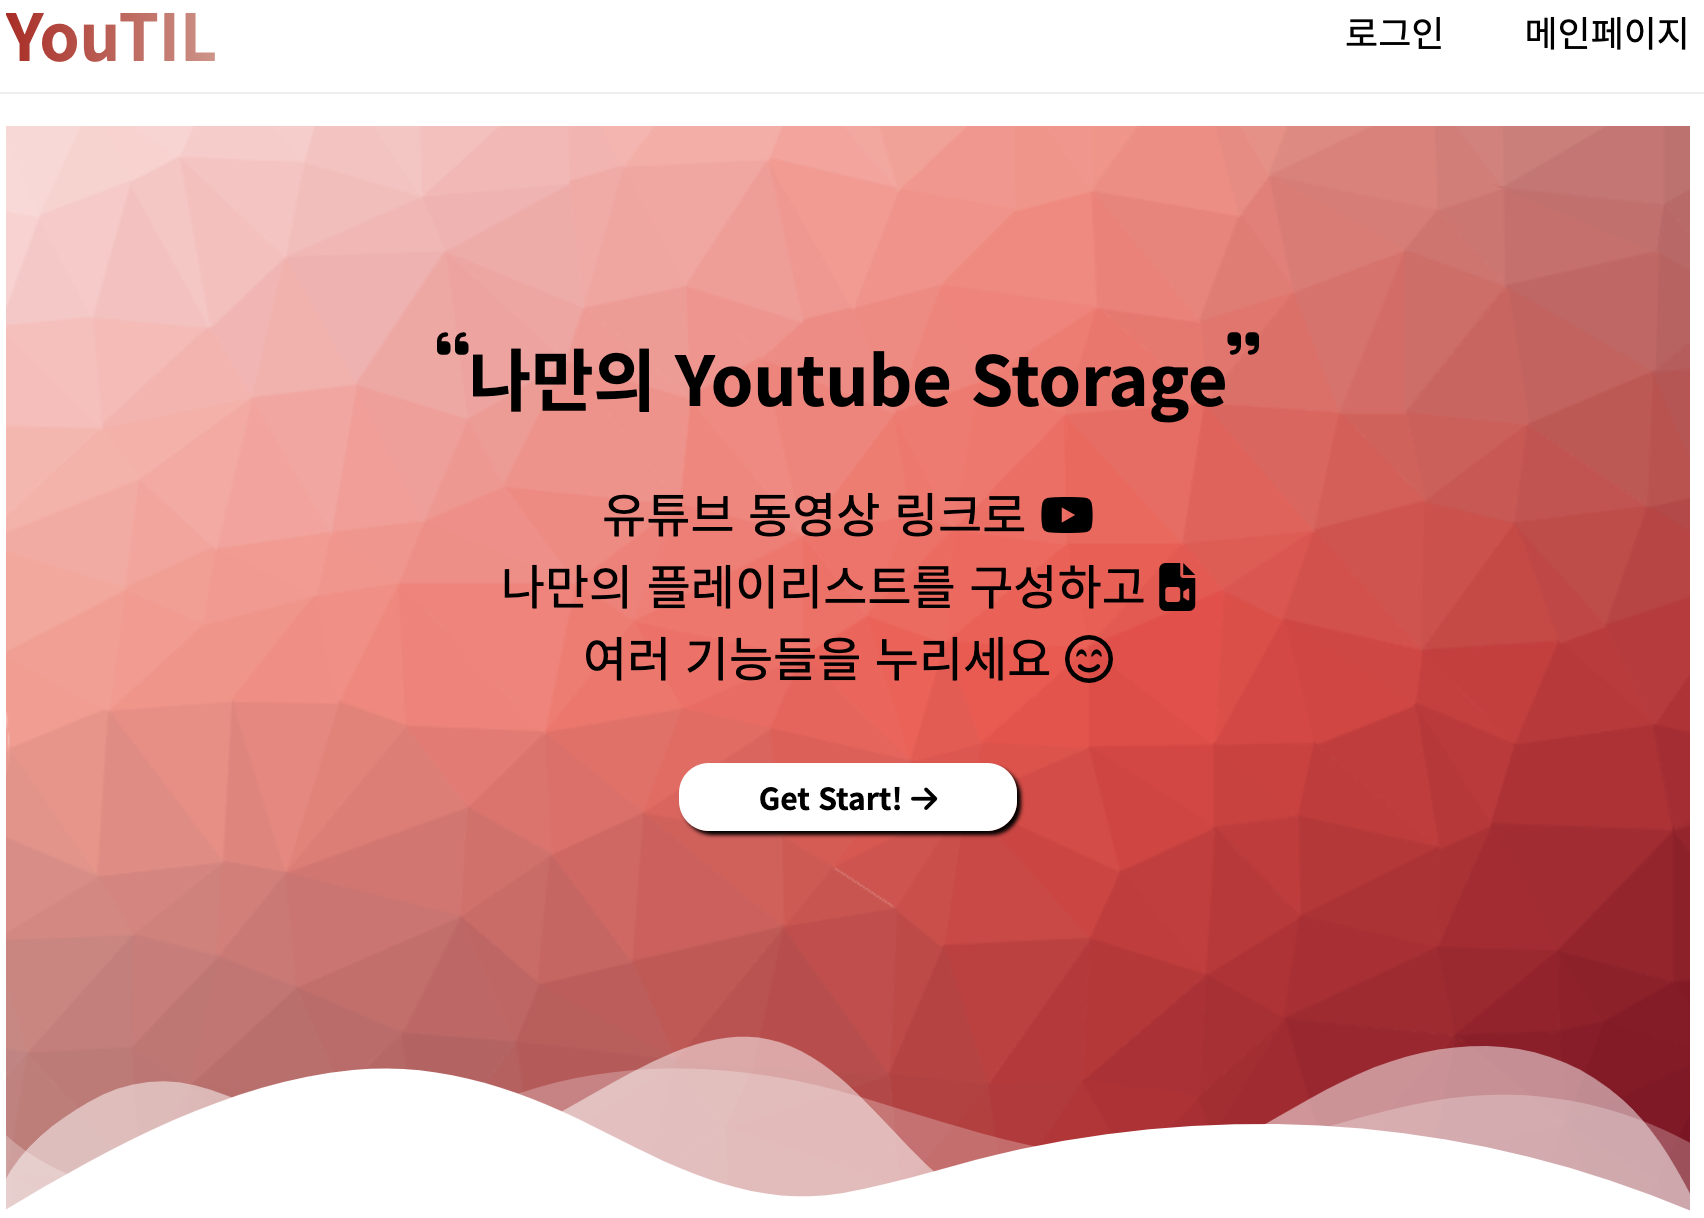 YouTIL
로그인
메인페이지
“나만의 Youtube Storage”
유튜브 동영상 링크로
나만의 플레이리스트를 구성하고
여러 기능들을 누리세요
Get Start! →